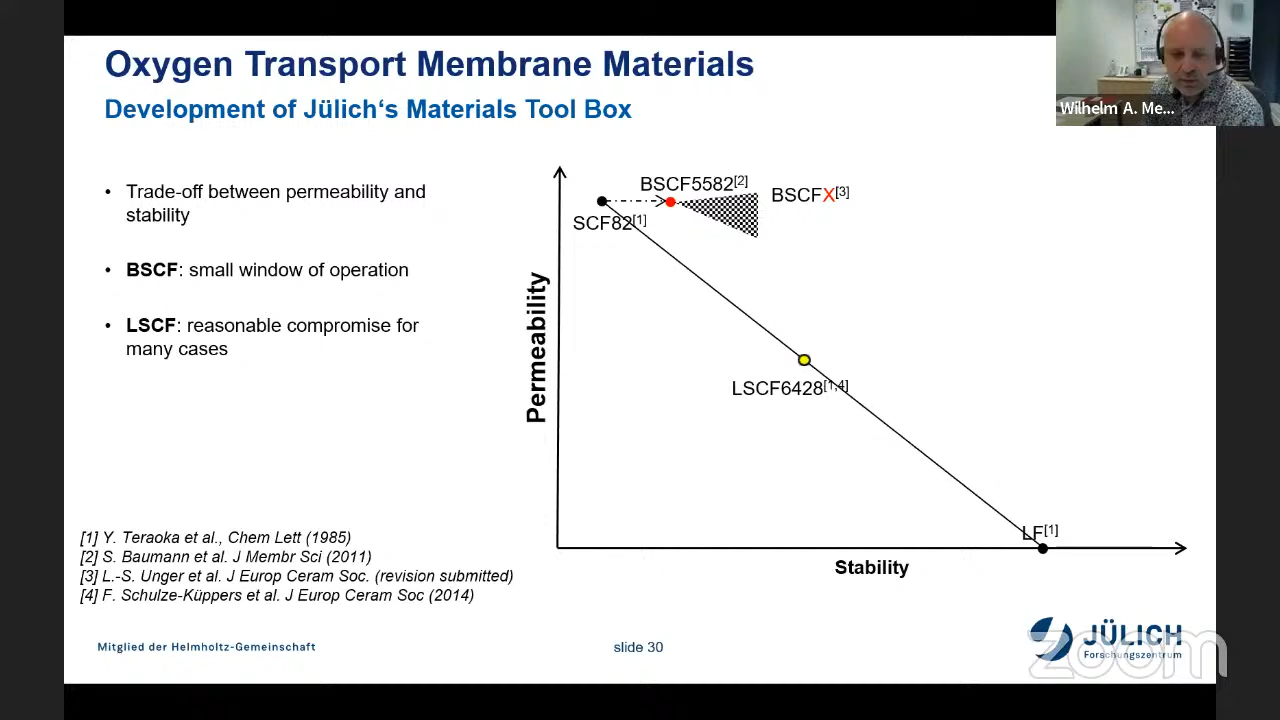 Oxygen Transport Membrane Materials
Development of Jülich‘s Materials Tool Box
Wilhelm A. Me...
• Trade-off between permeability and
stability
• BSCF: small window of operation
• LSCF: reasonable compromise for
many cases
BSCF5582[2]
BSCFX[3]
SCF82[1]
Permeability
LSCF6428[1,4]
LF[1]
Stability
[1] Y. Teraoka et al., Chem Lett (1985)
[2] S. Baumann et al. J Membr Sci (2011)
[3] L.-S. Unger et al. J Europ Ceram Soc. (revision submitted)
[4] F. Schulze-Küppers et al. J Europ Ceram Soc (2014)
Mitglied der Helmholtz-Gemeinschaft
slide 30
JÜLICH
Forschungszentrum
zoom